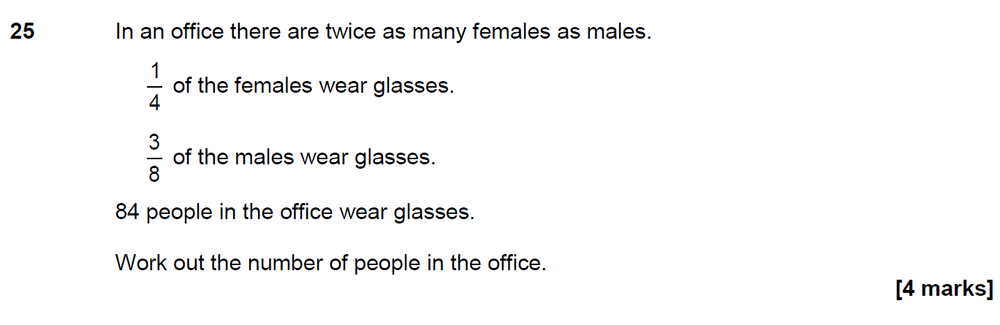 25 In an office there are twice as many females as males.
1/4 of the females wear glasses.
3/8 of the males wear glasses.
84 people in the office wear glasses.
Work out the number of people in the office.
[4 marks]